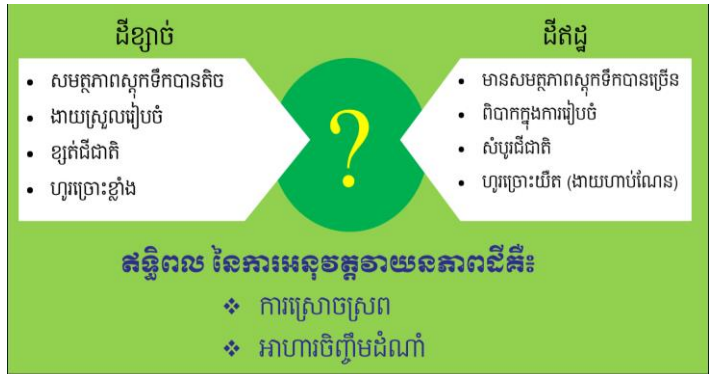 ដីខ្សាច់
• សមត្ថភាពស្តុកទឹកបានតិច
• ងាយស្រួលរៀបចំ
• ខ្សត់ជីជាតិ
• ហូរច្រោះខ្លាំង
?
ដីឥដ្ឋ
• មានសមត្ថភាពស្តុកទឹកបានច្រើន
• ពិបាកក្នុងការរៀបចំ
• សំបូរជីជាតិ
• ហូរច្រោះយឺត (ងាយហាប់ណែន)
ឥទ្ធិពល នៃការអនុវត្តវាយនភាពដីគឺ៖
❖ ការស្រោចស្រព
❖ អាហារចិញ្ចឹមដំណាំ